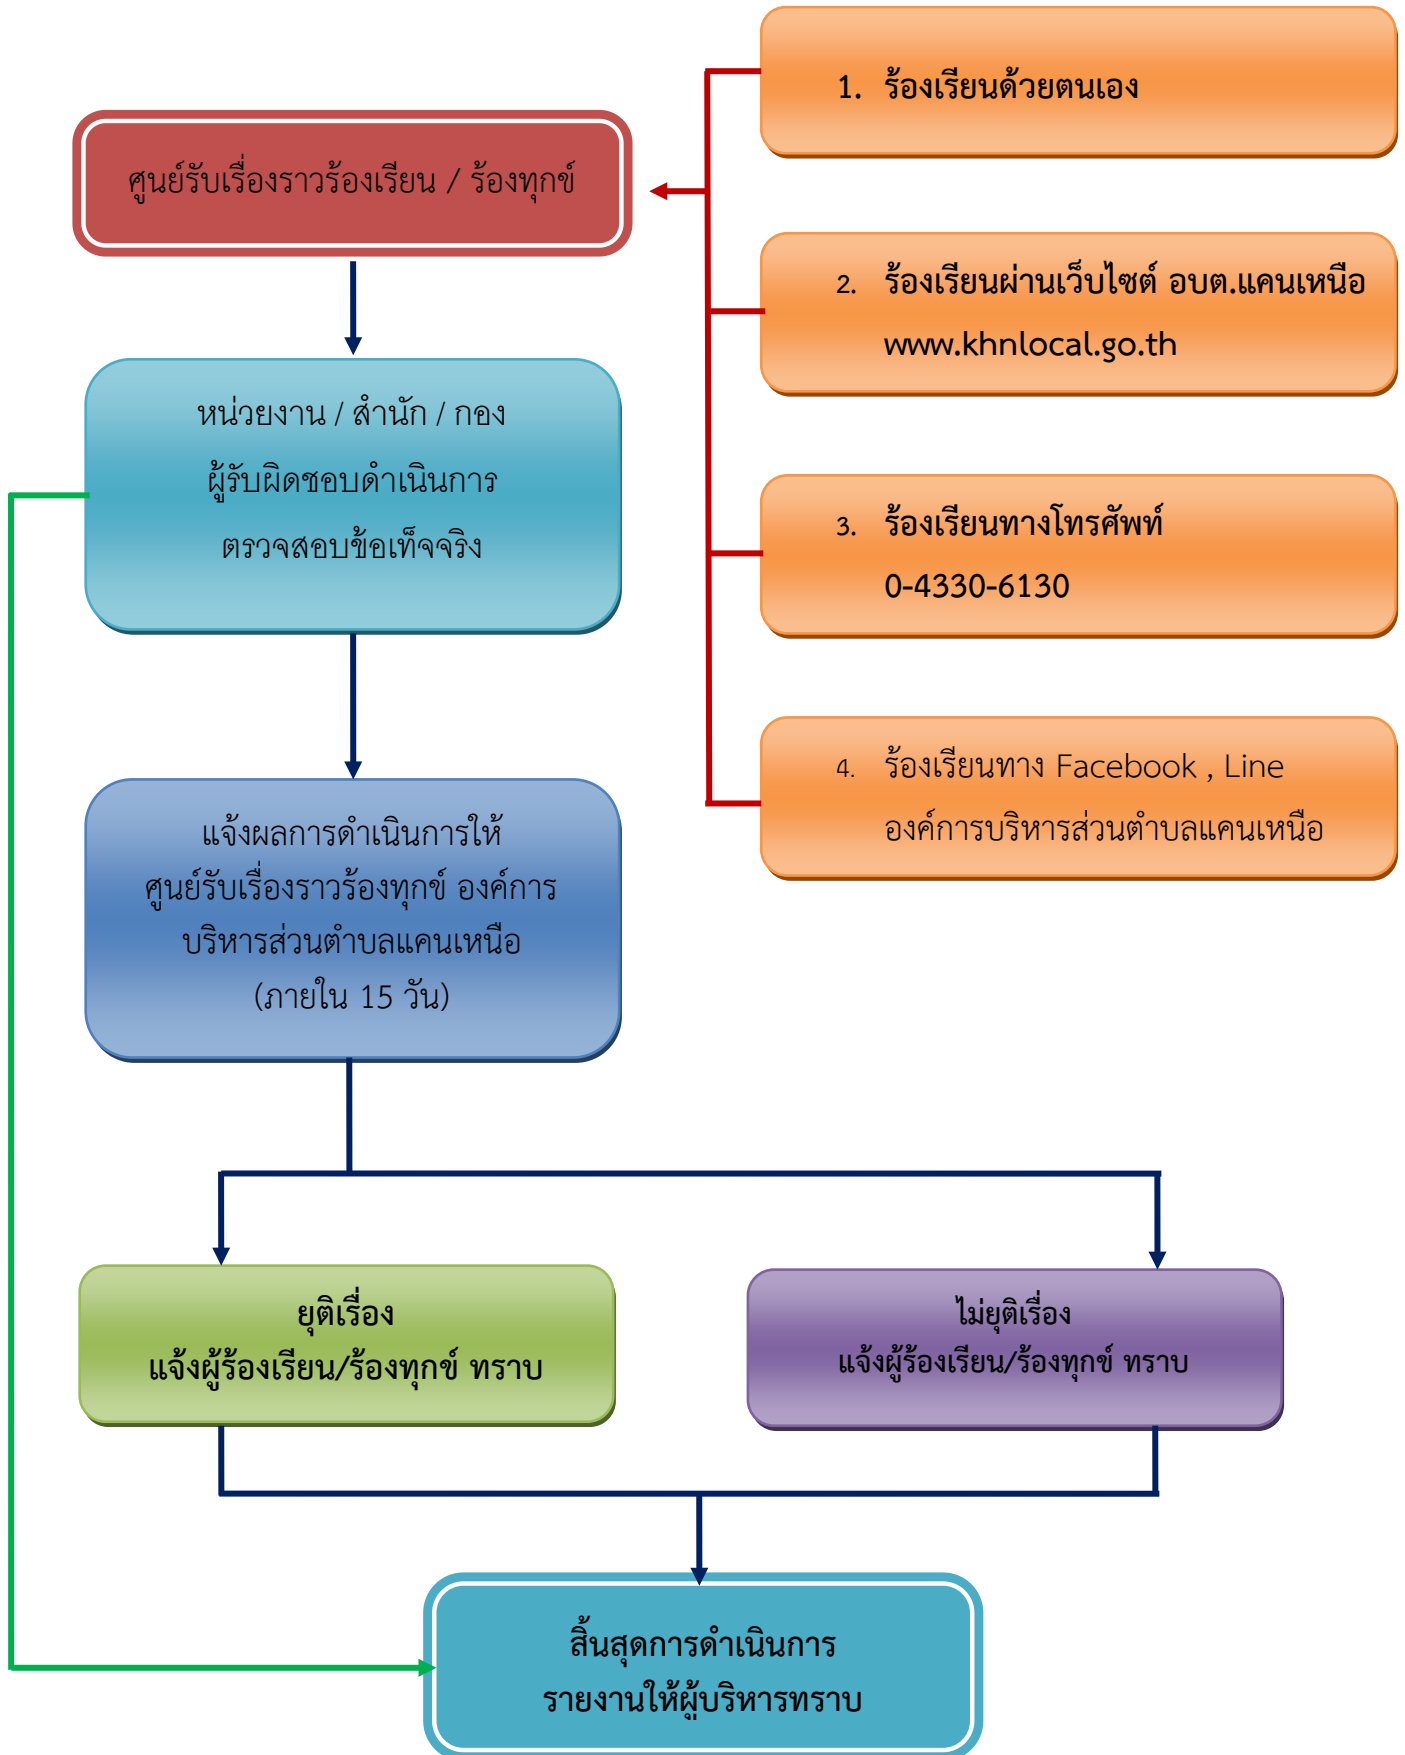 1. ร้องเรียนด้วยตนเอง
ศูนย์รับเรื่องราวร้องเรียน / ร้องทุกข์
2. ร้องเรียนผ่านเว็บไซต์ อบต.แคนเหนือ
www.khnlocal.go.th
หน่วยงาน / สำนัก / กอง
ผู้รับผิดชอบดำเนินการ
ตรวจสอบข้อเท็จจริง
3. ร้องเรียนทางโทรศัพท์
0-4330-6130
4. ร้องเรียนทาง Facebook , Line
องค์การบริหารส่วนตำบลแคนเหนือ
แจ้งผลการดำเนินการให้
ศูนย์รับเรื่องราวร้องทุกข์ องค์การ
บริหารส่วนตำบลแคนเหนือ
(ภายใน 15 วัน)
ยุติเรื่อง
แจ้งผู้ร้องเรียน/ร้องทุกข์ ทราบ
ไม่ยุติเรื่อง
แจ้งผู้ร้องเรียน/ร้องทุกข์ ทราบ
สิ้นสุดการดำเนินการ
รายงานให้ผู้บริหารทราบ